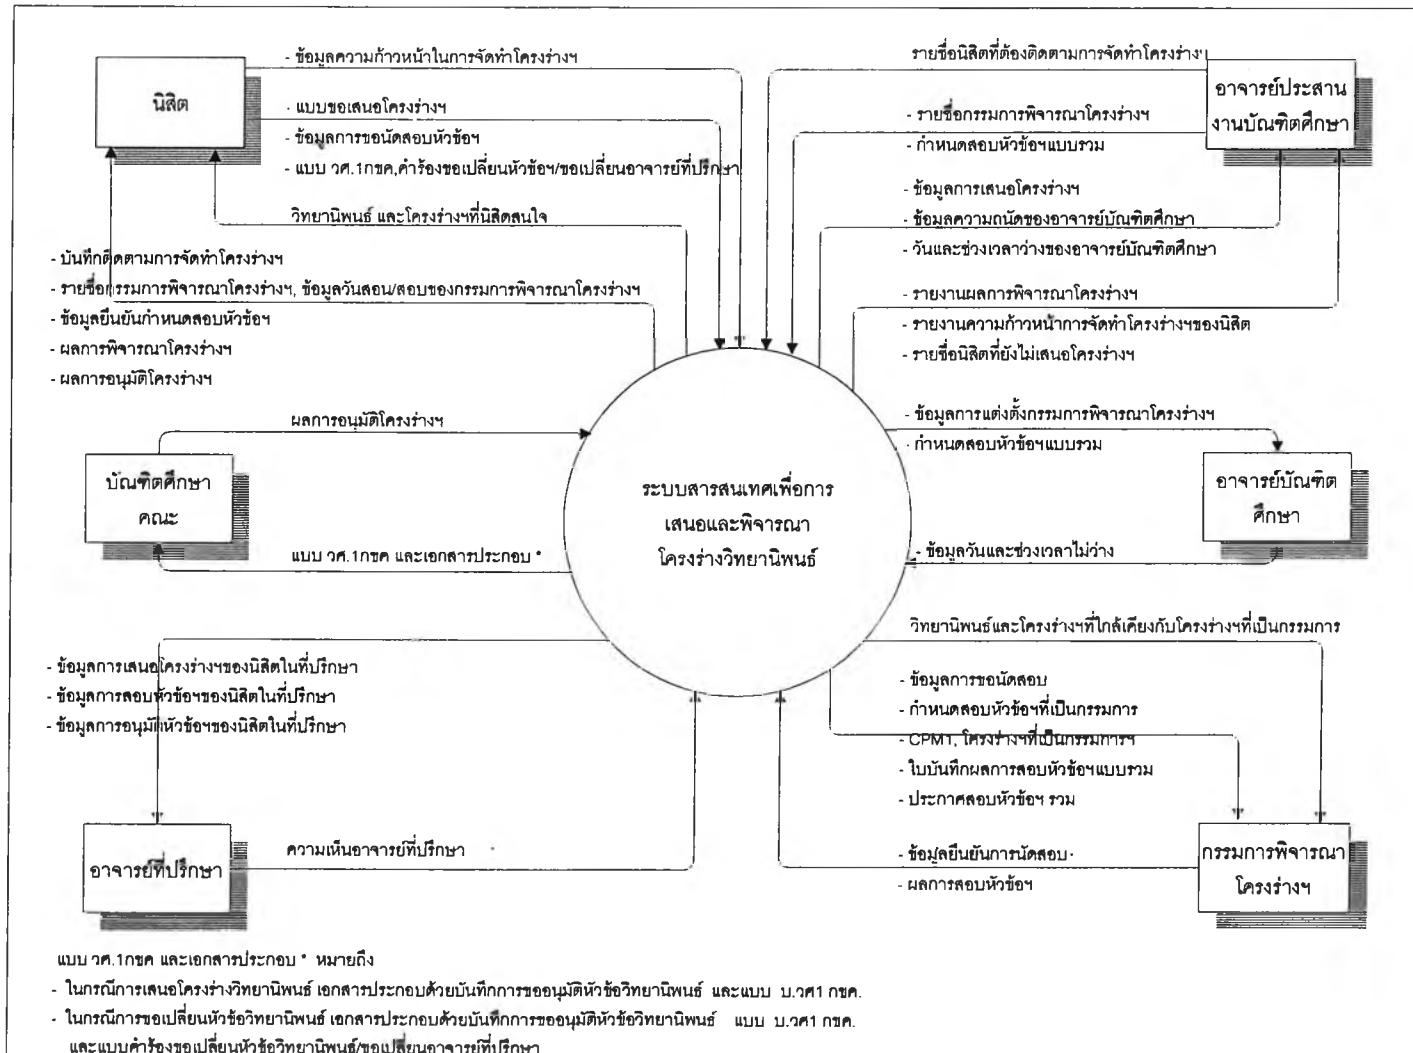 - ข้อมูลความก้าวหน้าในการจัดทำโครงร่างฯ
นิสิต
- แบบขอเสนอโครงร่างฯ
- ข้อมูลการขอนัดสอบหัวข้อฯ
- แบบ วศ.1กขค,คำร้องขอเปลี่ยนหัวข้อฯ/ขอเปลี่ยนอาจารย์ที่ปรึกษา
วิทยานิพนธ์ และโครงร่างฯที่นิสิตสนใจ
- บันทึกติดตามการจัดทำโครงร่างฯ
- รายชื่อกรรมการพิจารณาโครงร่างฯ, ข้อมูลวันสอน/สอบของกรรมการพิจารณาโครงร่างฯ
- ข้อมูลยืนยันกำหนดสอบหัวข้อฯ
- ผลการพิจารณาโครงร่างฯ
- ผลการอนุมัติโครงร่างฯ
รายชื่อนิสิตที่ต้องติดตามการจัดทำโครงร่างฯ
อาจารย์ประสาน
งานบัณฑิตศึกษา
- รายชื่อกรรมการพิจารณาโครงร่างฯ
- กำหนดสอบหัวข้อฯแบบรวม
- ข้อมูลการเสนอโครงร่างฯ
- ข้อมูลความถนัดของอาจารย์บัณฑิตศึกษา
- วันและช่วงเวลาว่างของอาจารย์บัณฑิตศึกษา
- รายงานผลการพิจารณาโครงร่างฯ
- รายงานความก้าวหน้าการจัดทำโครงร่างฯของนิสิต
- รายชื่อนิสิตที่ยังไม่เสนอโครงร่างฯ
ผลการอนุมัติโครงร่างฯ
บัณฑิตศึกษา
คณะ
แบบ วศ.1กขค และเอกสารประกอบ *
ระบบสารสนเทศเพื่อการ
เสนอและพิจารณา
โครงร่างวิทยานิพนธ์
- ข้อมูลการแต่งตั้งกรรมการพิจารณาโครงร่างฯ
- กำหนดสอบหัวข้อฯแบบรวม
อาจารย์บัณฑิต
ศึกษา
- ข้อมูลวันและช่วงเวลาไม่ว่าง
- ข้อมูลการเสนอโครงร่างฯของนิสิตในที่ปรึกษา
- ข้อมูลการสอบหัวข้อฯของนิสิตในที่ปรึกษา
- ข้อมูลการอนุมัติหัวข้อฯของนิสิตในที่ปรึกษา
อาจารย์ที่ปรึกษา
ความเห็นอาจารย์ที่ปรึกษา
วิทยานิพนธ์และโครงร่างฯที่ใกล้เคียงกับโครงร่างฯที่เป็นกรรมการ
- ข้อมูลการขอนัดสอบ
- กำหนดสอบหัวข้อฯที่เป็นกรรมการ
- CPM1, โครงร่างฯที่เป็นกรรมการฯ
- ใบบันทึกผลการสอบหัวข้อฯแบบรวม
- ประกาศสอบหัวข้อฯ รวม
- ข้อมูลยืนยันการนัดสอบ
- ผลการสอบหัวข้อฯ
กรรมการพิจารณา
โครงร่างฯ
แบบ วศ.1กขค และเอกสารประกอบ * หมายถึง
- ในกรณีการเสนอโครงร่างวิทยานิพนธ์ เอกสารประกอบด้วยบันทึกการขออนุมัติหัวข้อวิทยานิพนธ์ และแบบ บ.วศ1 กขค.
- ในกรณีการขอเปลี่ยนหัวข้อวิทยานิพนธ์ เอกสารประกอบด้วยบันทึกการขออนุมัติหัวข้อวิทยานิพนธ์ แบบ บ.วศ1 กขค.
และแบบคำร้องขอเปลี่ยนหัวข้อวิทยานิพนธ์/ขอเปลี่ยนอาจารย์ที่ปรึกษา